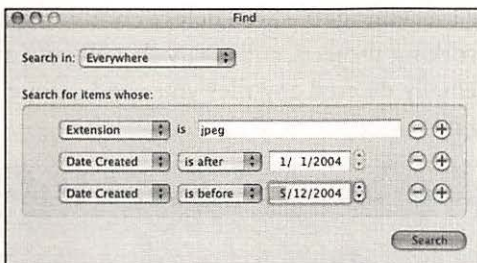 Find
Search in: Everywhere
Search for items whose:
Extension is jpeg
Date Created is after 1/ 1/2004
Date Created is before 5/12/2004
Search